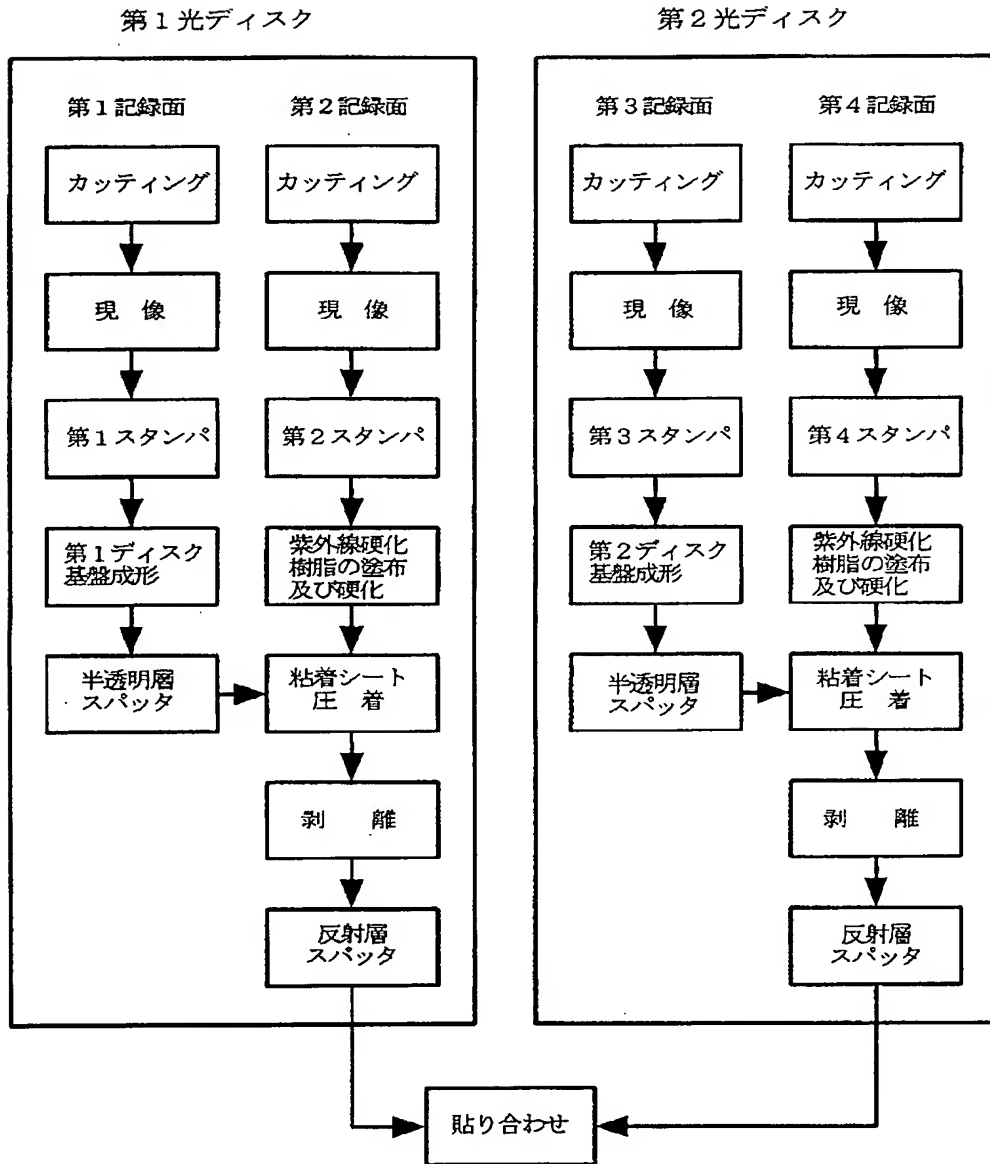 第1光ディスク
第1記録面
カッティング
現 像
第1スタンパ
第1ディスク
基盤成形
半透明層
スパッタ
第2記録面
カッティング
現 像
第2スタンパ
紫外線硬化
樹脂の塗布
及び硬化
粘着シート
圧 着
剥 離
反射層
スパッタ
第2光ディスク
第3記録面
カッティング
現 像
第3スタンパ
第2ディスク
基盤成形
半透明層
スパッタ
第4記録面
カッティング
現 像
第4スタンパ
紫外線硬化
樹脂の塗布
及び硬化
粘着シート
圧 着
剥 離
反射層
スパッタ
貼り合わせ